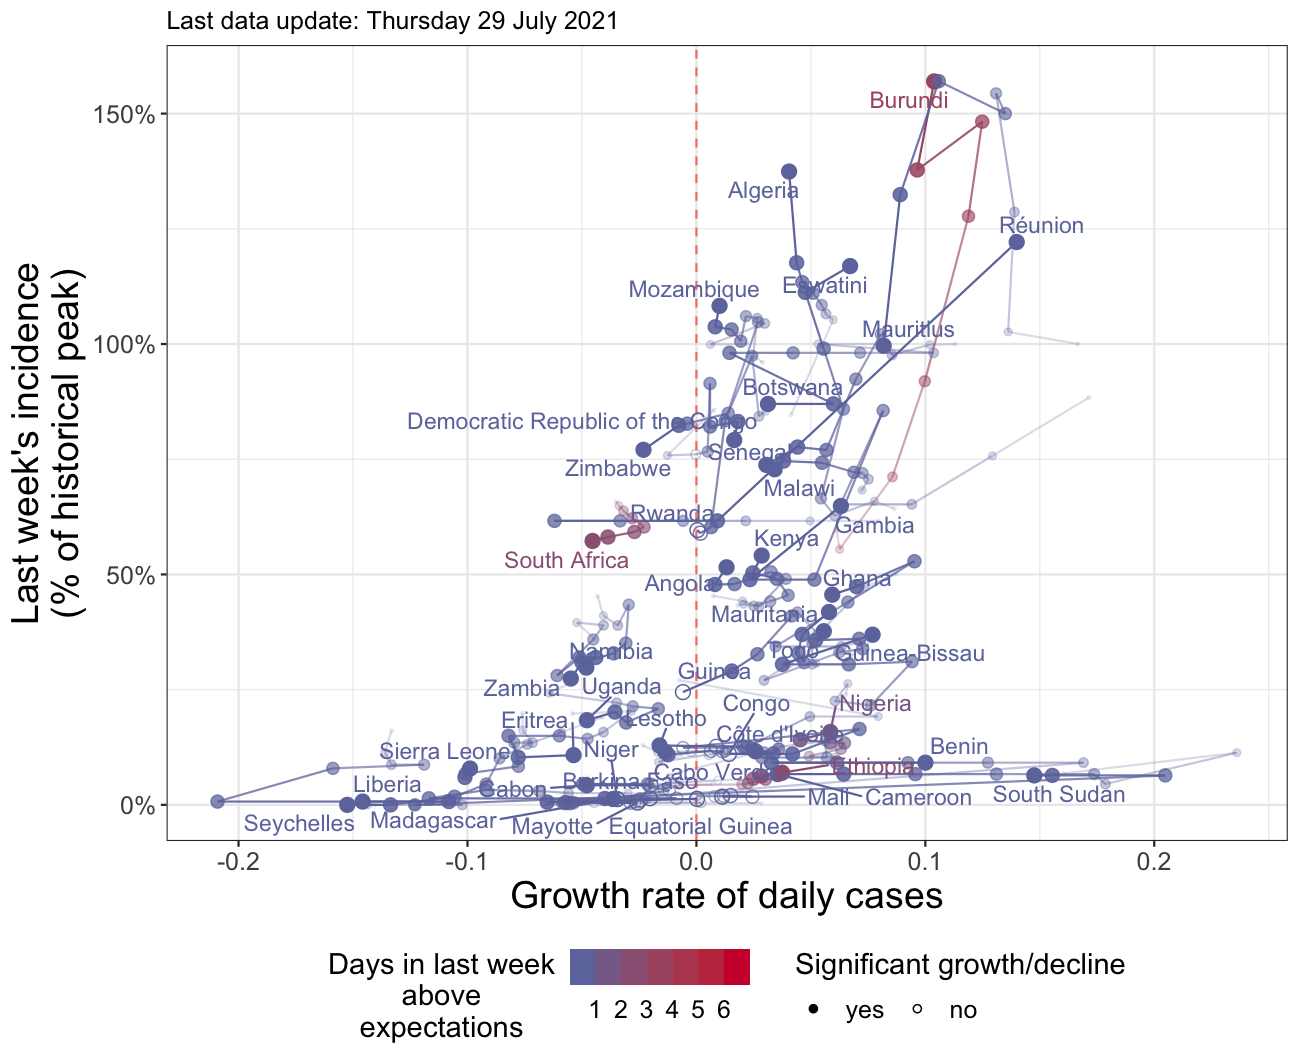 Last data update: Thursday 29 July 2021
150%
100%
50%
0%
Last week's incidence
(% of historical peak)
Burundi
Algeria
Réunion
Mozambique
Eswatini
Mauritius
Botswana
Democratic Republic of the Congo
Zimbabwe
Senegal
Malawi
Rwanda
Gambia
South Africa
Kenya
Angola
Ghana
Mauritania
Namibia
Togo
Guinea-Bissau
Zambia
Uganda
Guinea
Nigeria
Eritrea
Lesotho
Congo
Côte d'Ivoire
Sierra Leone
Niger
Benin
Ethiopia
Liberia
Gabon
Burkina Faso
Cabo Verde
Mali
Cameroon
South Sudan
Seychelles
Madagascar
Mayotte
Equatorial Guinea
-0.2
-0.1
0.0
0.1
0.2
Growth rate of daily cases
Days in last week
above
expectations
1 2 3 4 5 6
Significant growth/decline
yes
no